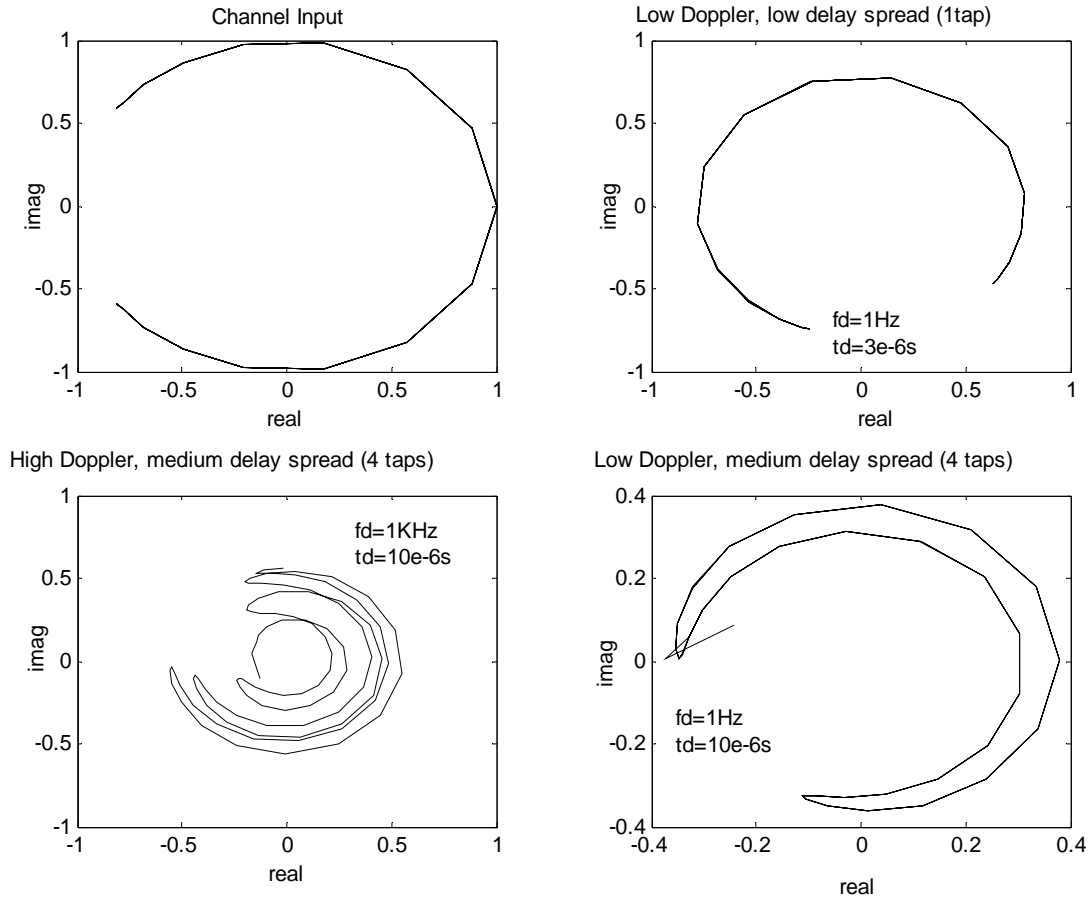 Channel Input
1
0.5
0
-0.5
-1
imag
-1 -0.5 0 0.5 1
real
Low Doppler, low delay spread (1tap)
1
0.5
0
-0.5
-1
imag
fd=1Hz
td=3e-6s
-1 -0.5 0 0.5 1
real
High Doppler, medium delay spread (4 taps)
1
0.5
0
-0.5
-1
imag
fd=1KHz
td=10e-6s
-1 -0.5 0 0.5 1
real
Low Doppler, medium delay spread (4 taps)
0.4
0.2
0
-0.2
-0.4
imag
fd=1Hz
td=10e-6s
-0.4 -0.2 0 0.2 0.4
real